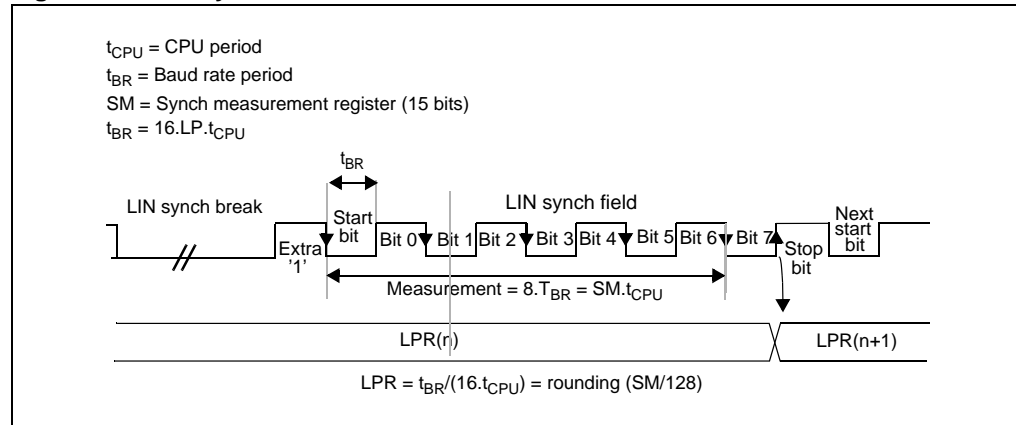 t_CPU = CPU period
t_BR = Baud rate period
SM = Synch measurement register (15 bits)
t_BR = 16.LP.t_CPU
t_BR
LIN synch break
LIN synch field
Extra '1'
Start bit
Bit 0
Bit 1
Bit 2
Bit 3
Bit 4
Bit 5
Bit 6
Bit 7
Stop bit
Next start bit
Measurement = 8.T_BR = SM.t_CPU
LPR(n)
LPR(n+1)
LPR = t_BR/(16.t_CPU) = rounding (SM/128)